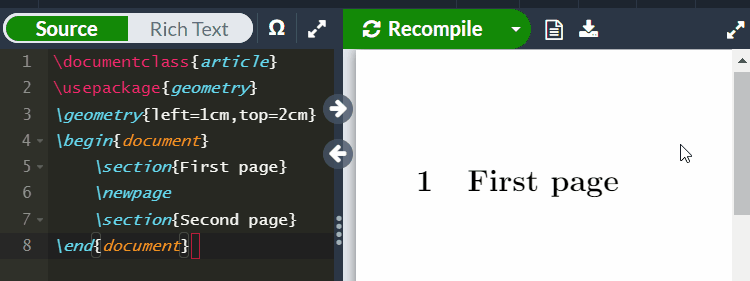 Source Rich Text Ω Recompile
1 \documentclass{article}
2 \usepackage{geometry}
3 \geometry{left=1cm,top=2cm}
4 \begin{document}
5 \section{First page}
6 \newpage
7 \section{Second page}
8 \end{document}
1 First page